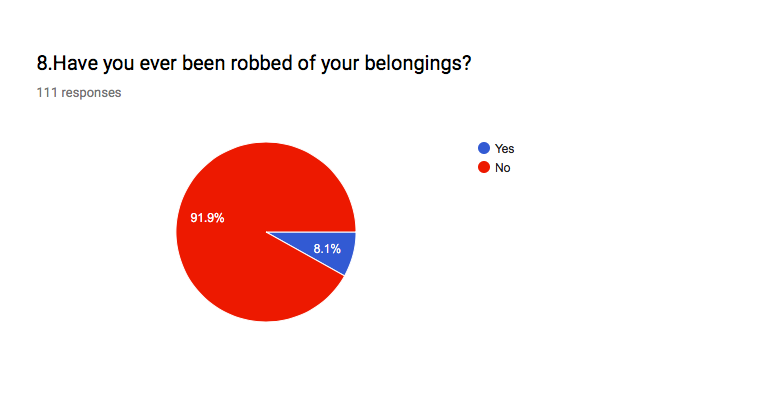 8.Have you ever been robbed of your belongings?
111 responses
Yes
No
91.9%
8.1%